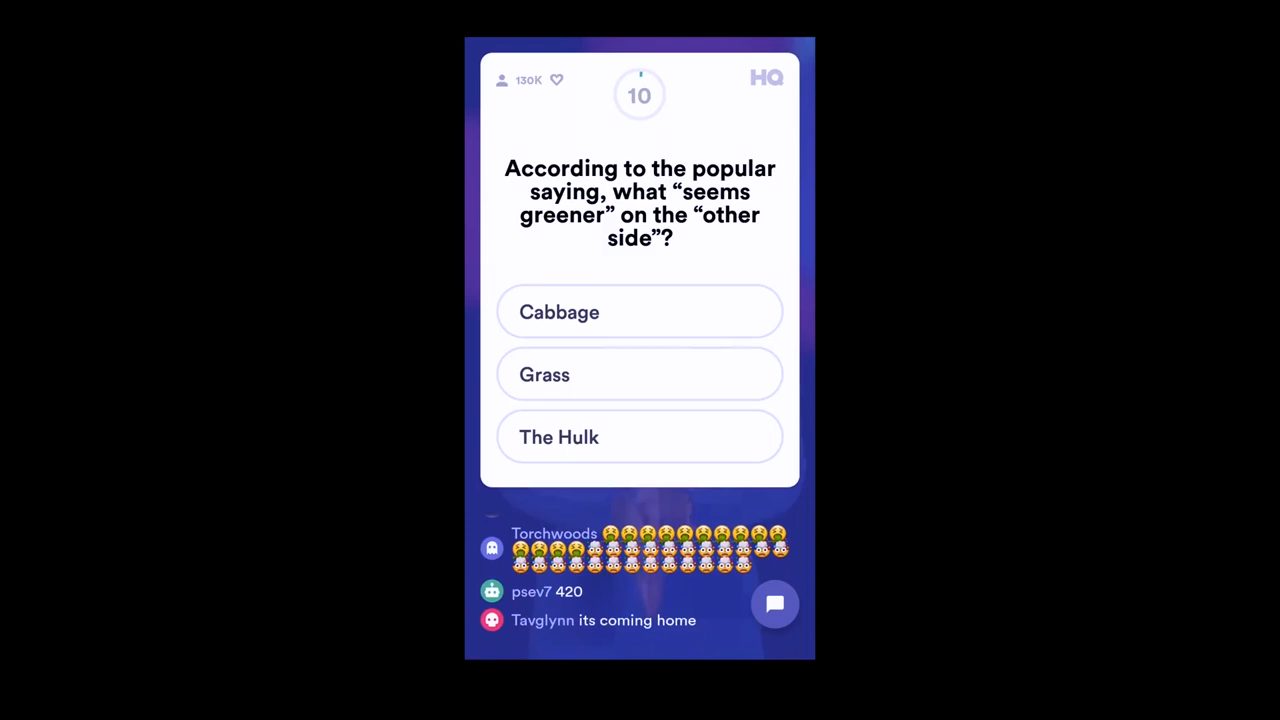 130K
10
HQ
According to the popular
saying, what “seems
greener” on the “other
side”?
Cabbage
Grass
The Hulk
Torchwoods 🤮🤮🤮🤮🤮🤮🤮🤮🤮🤮
🤮🤮🤮🤮🤯🤯🤯🤯🤯🤯🤯🤯🤯🤯🤯
🤯🤯🤯🤯🤯🤯🤯🤯🤯🤯🤯🤯🤯
psev7 420
Tavglynn its coming home